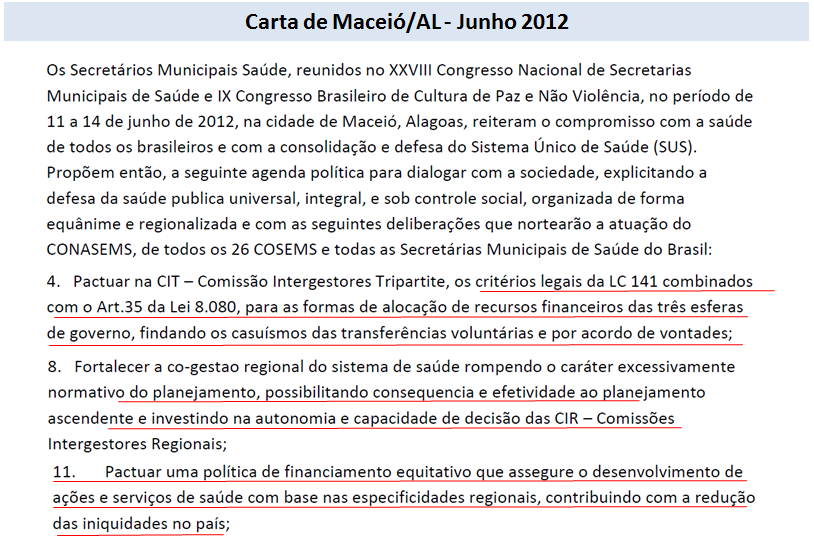 Carta de Maceió/AL - Junho 2012
Os Secretários Municipais Saúde, reunidos no XXVIII Congresso Nacional de Secretarias
Municipais de Saúde e IX Congresso Brasileiro de Cultura de Paz e Não Violência, no período de
11 a 14 de junho de 2012, na cidade de Maceió, Alagoas, reiteram o compromisso com a saúde
de todos os brasileiros e com a consolidação e defesa do Sistema Único de Saúde (SUS).
Propõem então, a seguinte agenda política para dialogar com a sociedade, explicitando a
defesa da saúde publica universal, integral, e sob controle social, organizada de forma
equânime e regionalizada e com as seguintes deliberações que nortearão a atuação do
CONASEMS, de todos os 26 COSEMS e todas as Secretárias Municipais de Saúde do Brasil:
4. Pactuar na CIT – Comissão Intergestores Tripartite, os critérios legais da LC 141 combinados
com o Art.35 da Lei 8.080, para as formas de alocação de recursos financeiros das três esferas
de governo, findando os casuísmos das transferências voluntárias e por acordo de vontades;
8. Fortalecer a co-gestao regional do sistema de saúde rompendo o caráter excessivamente
normativo do planejamento, possibilitando consequencia e efetividade ao planejamento
ascendente e investindo na autonomia e capacidade de decisão das CIR – Comissões
Intergestores Regionais;
11. Pactuar uma política de financiamento equitativo que assegure o desenvolvimento de
ações e serviços de saúde com base nas especificidades regionais, contribuindo com a redução
das iniquidades no país;